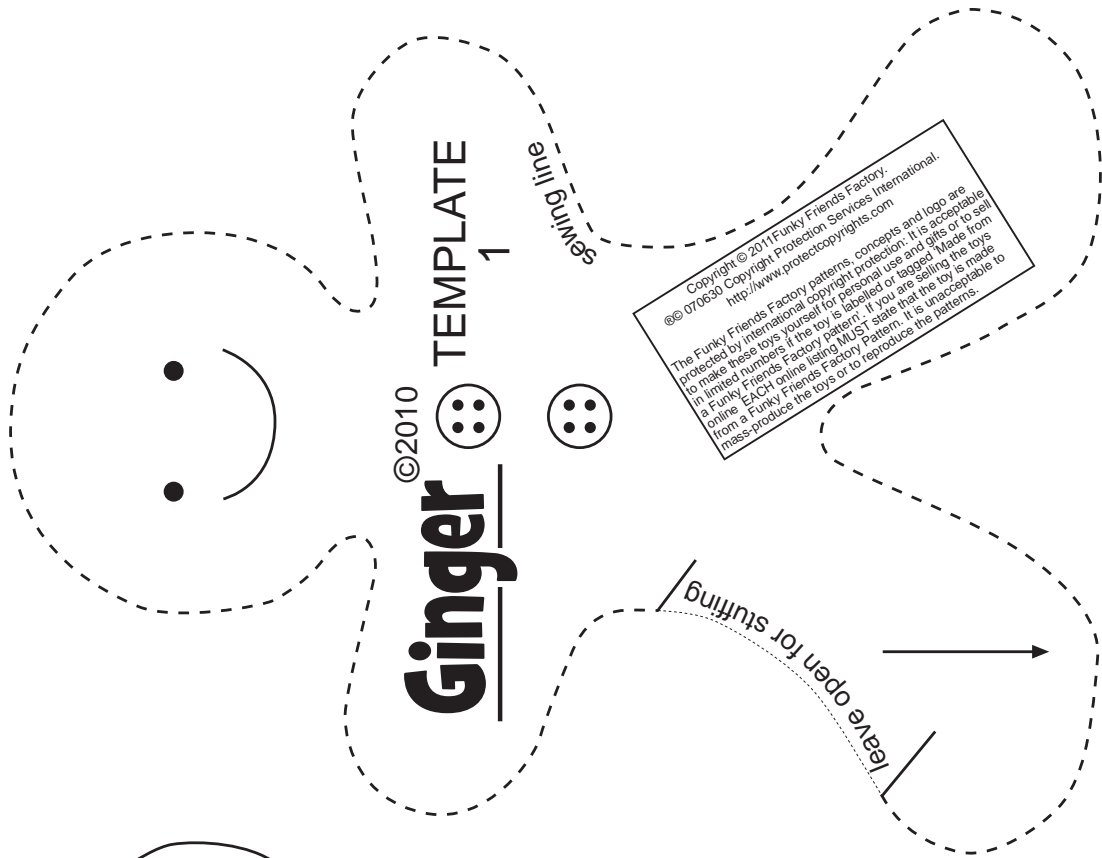 Ginger
©2010
TEMPLATE
1
sewing line
Copyright © 2011Funky Friends Factory.
®© 070630 Copyright Protection Services International.
http://www.protectcopyrights.com
The Funky Friends Factory patterns, concepts and logo are
protected by international copyright protection: It is acceptable
to make these toys yourself for personal use and gifts or to sell
in limited numbers if the toy is labelled or tagged 'Made from
a Funky Friends Factory pattern'. If you are selling the toys
online EACH online listing MUST state that the toy is made
from a Funky Friends Factory Pattern. It is unacceptable to
mass-produce the toys or to reproduce the patterns.
leave open for stuffing